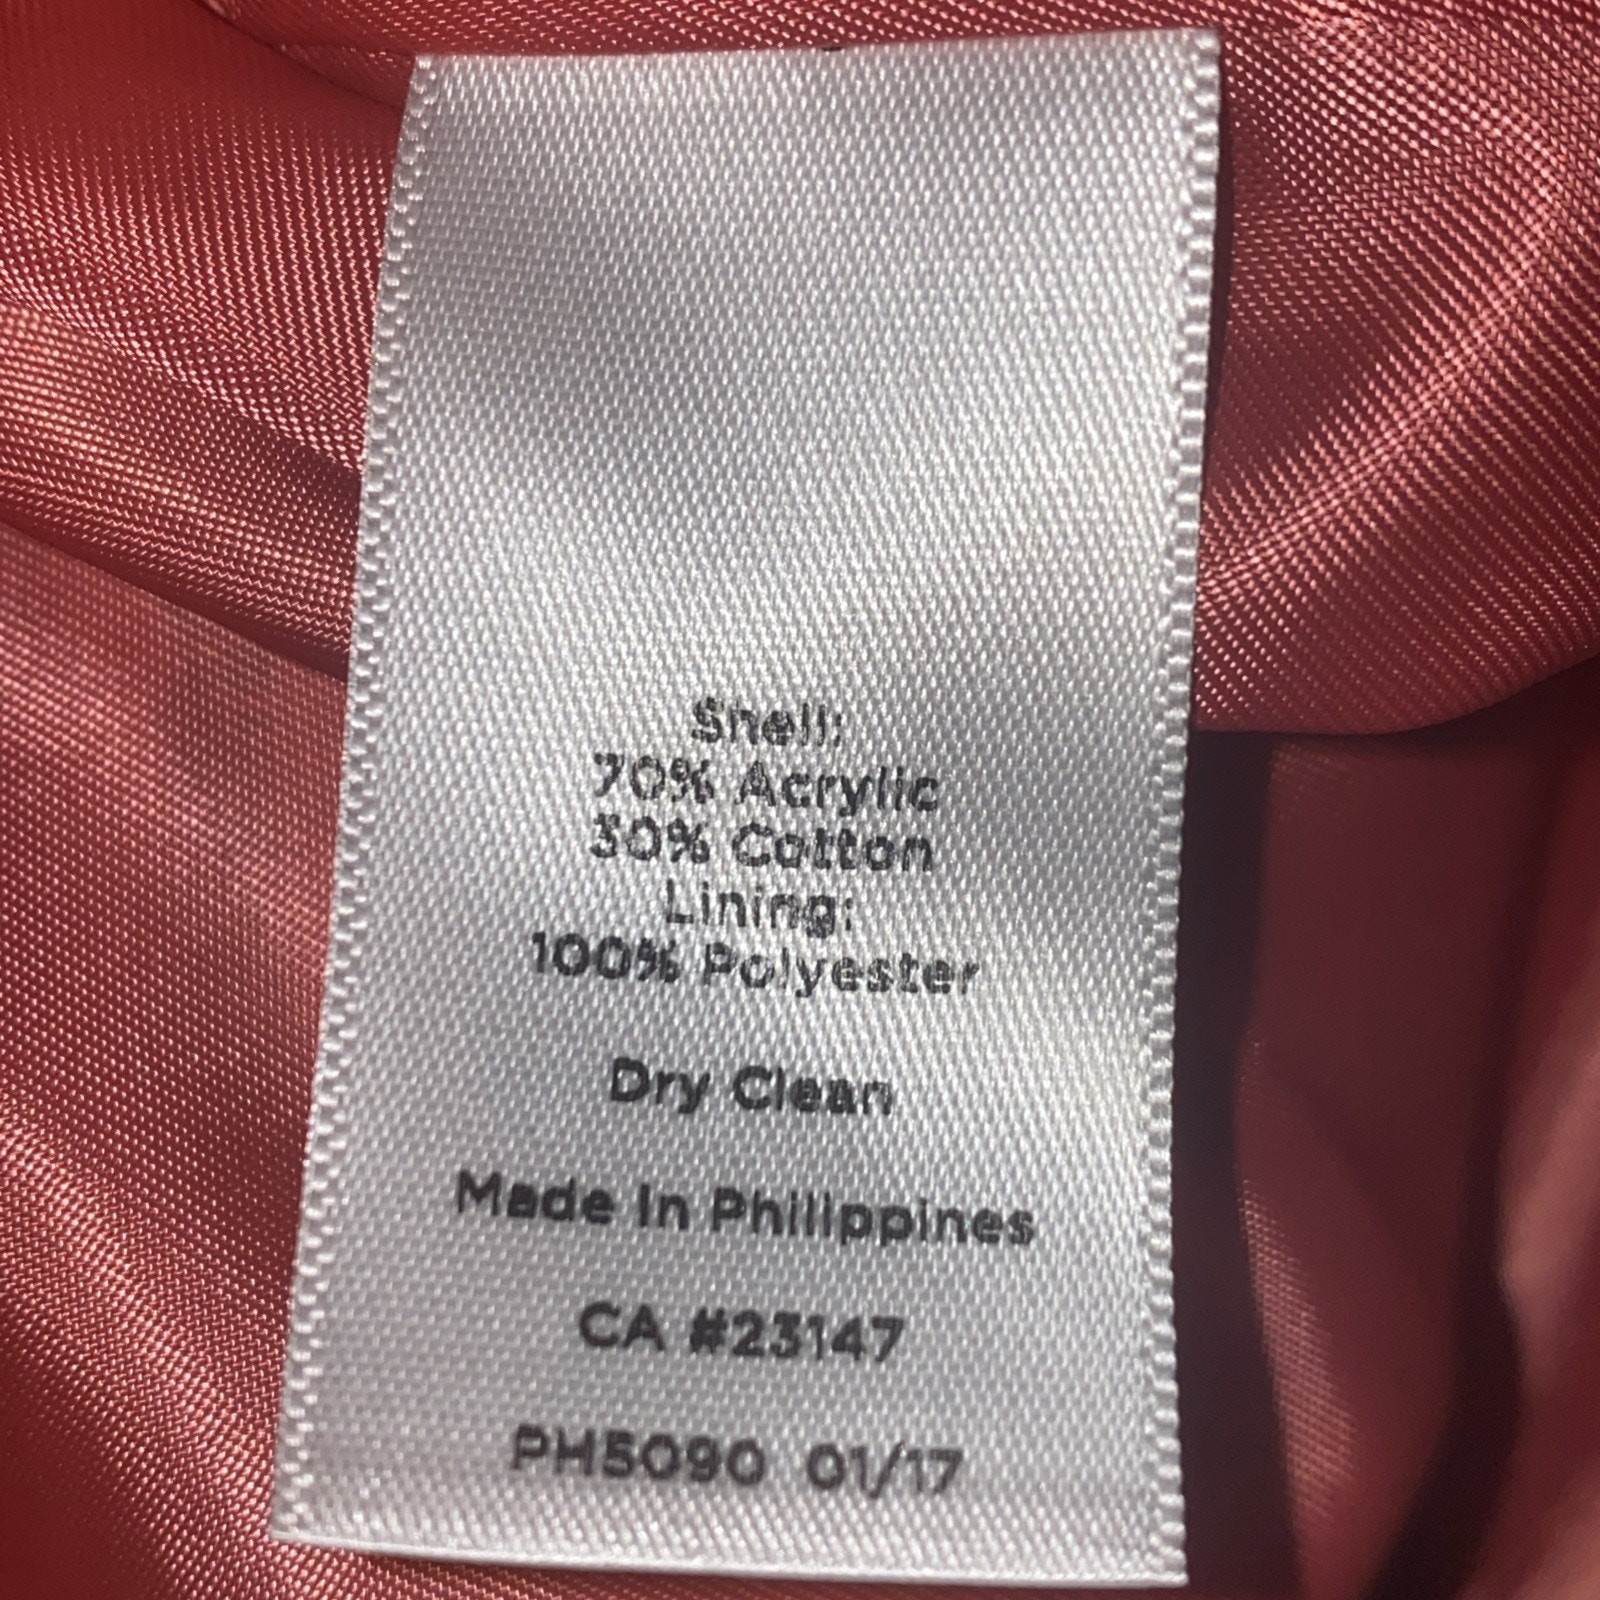 Shell:
70% Acrylic
30% Cotton
Lining:
100% Polyester
Dry Clean
Made In Philippines
CA #23147
PH5090 01/17